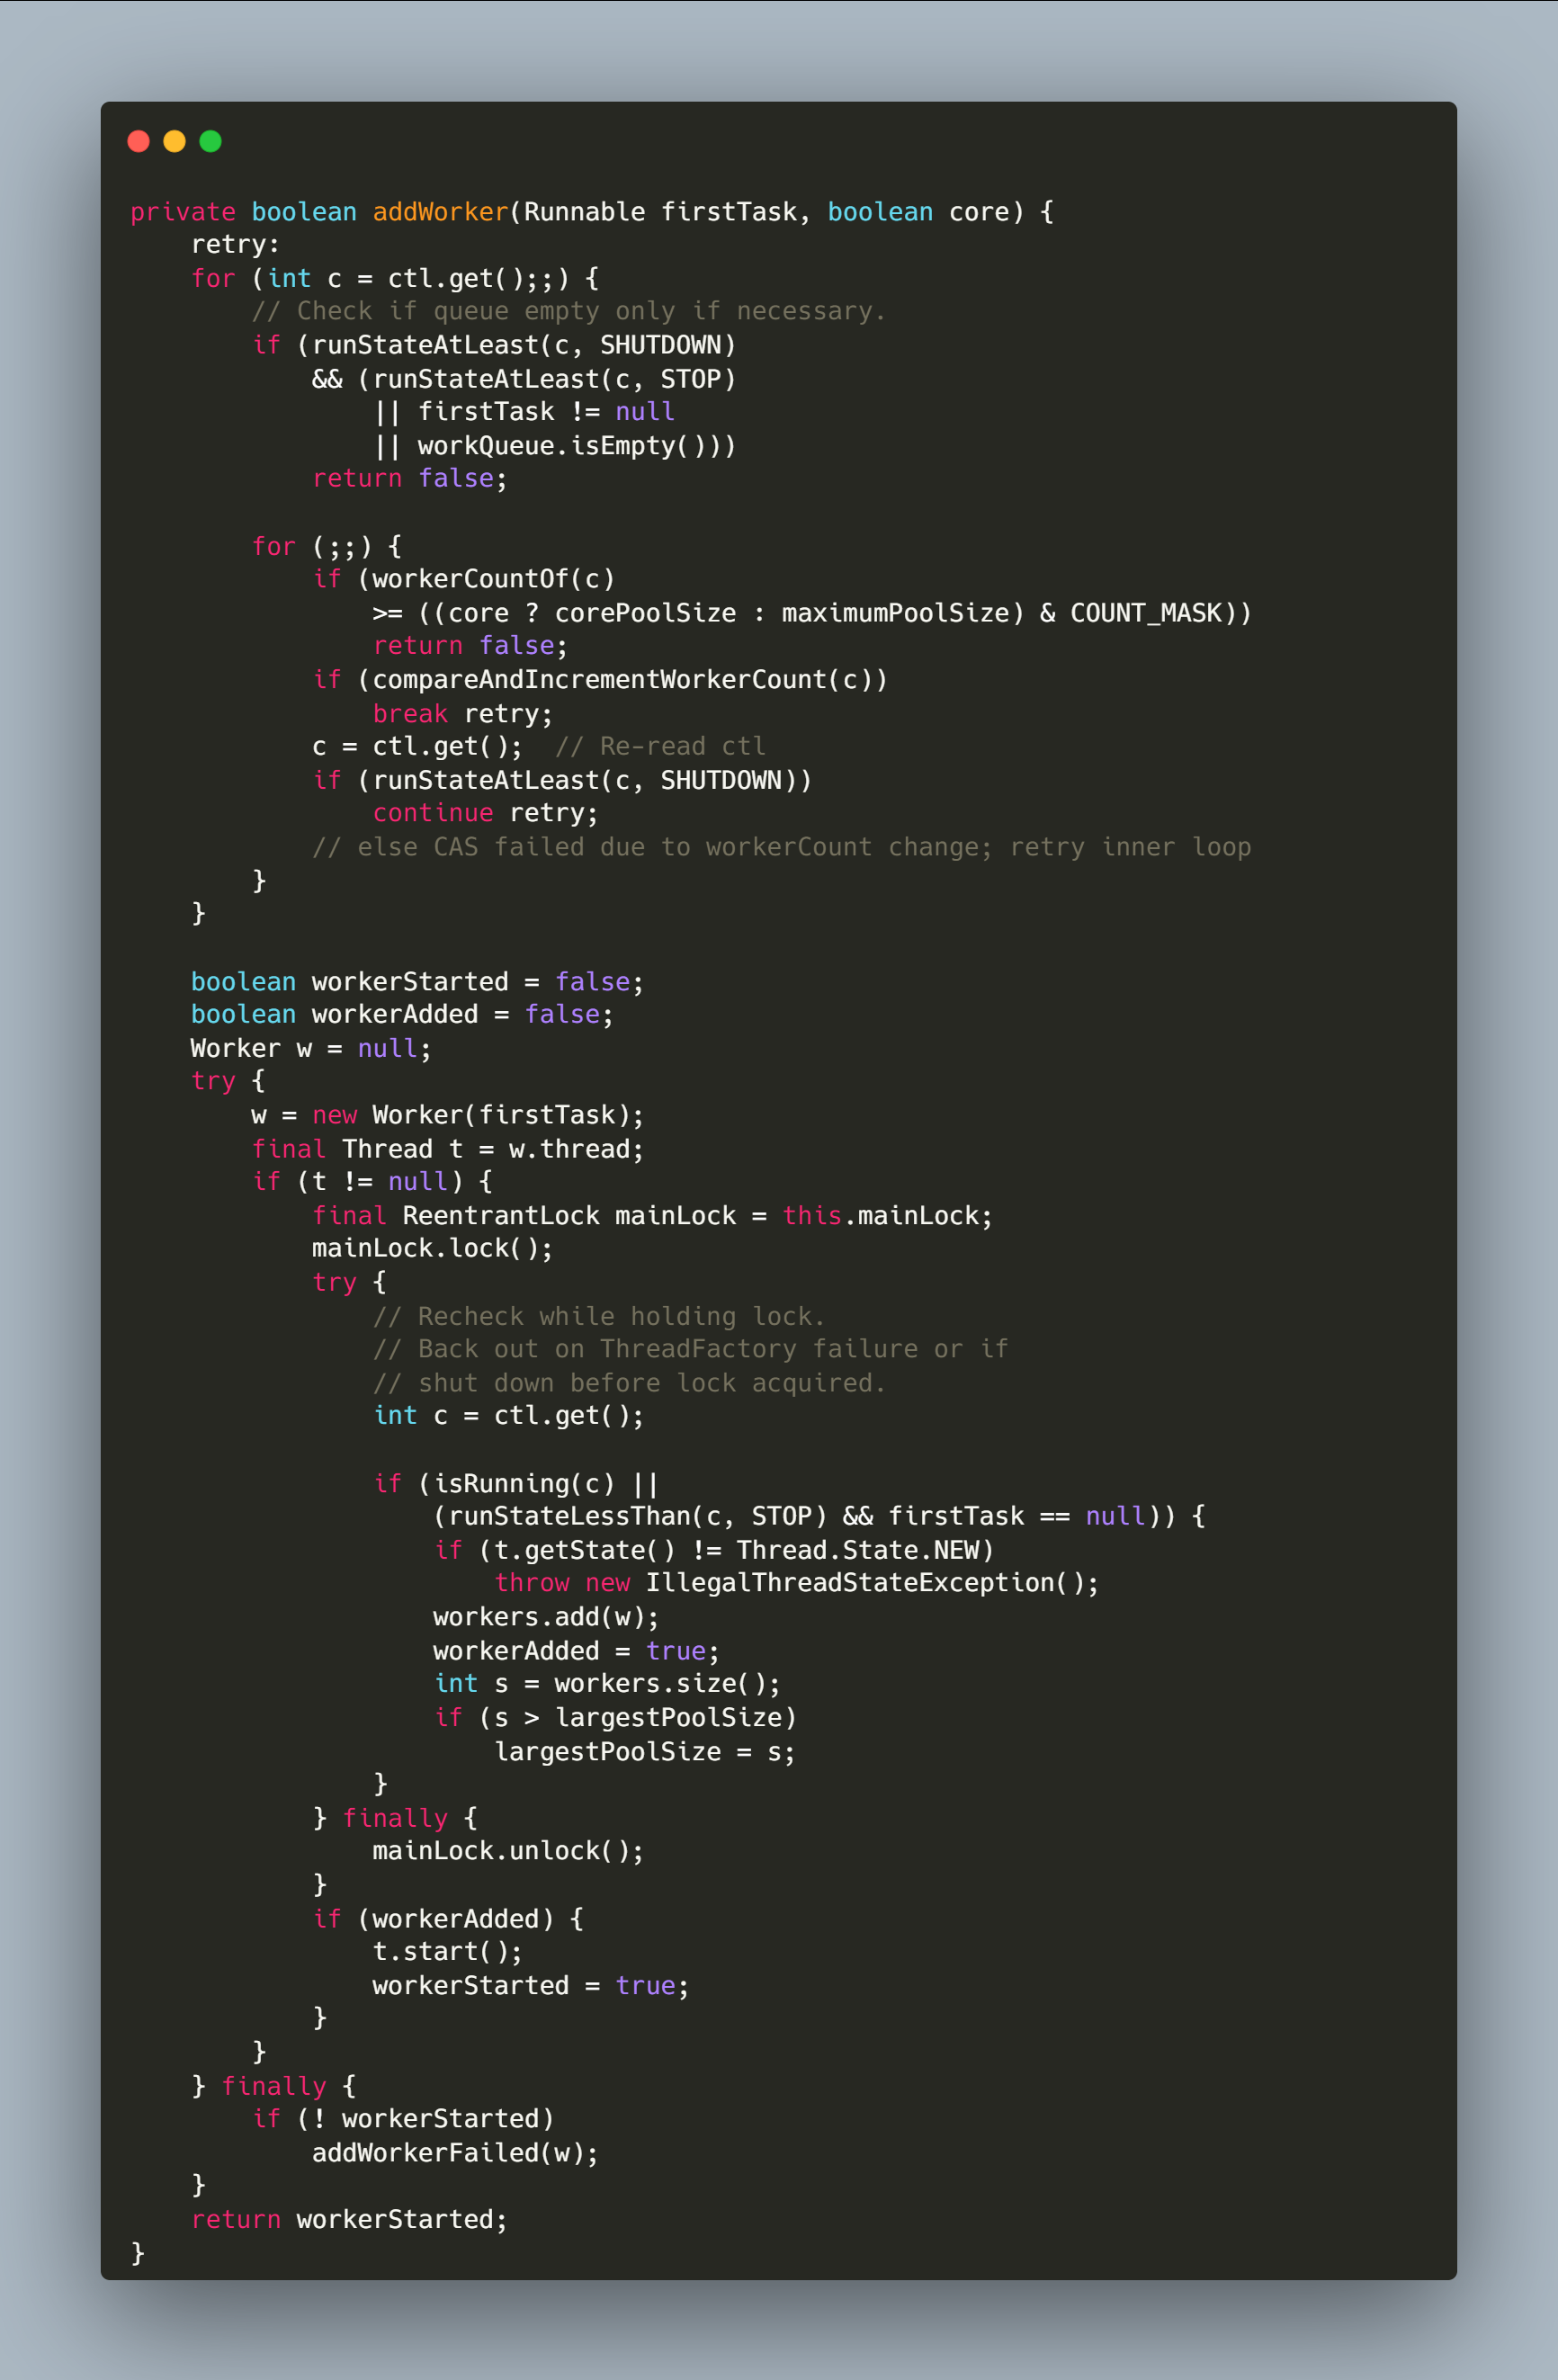 private boolean addWorker(Runnable firstTask, boolean core) {
    retry:
    for (int c = ctl.get();;) {
        // Check if queue empty only if necessary.
        if (runStateAtLeast(c, SHUTDOWN)
            && (runStateAtLeast(c, STOP)
                || firstTask != null
                || workQueue.isEmpty()))
            return false;

        for (;;) {
            if (workerCountOf(c)
                >= ((core ? corePoolSize : maximumPoolSize) & COUNT_MASK))
                return false;
            if (compareAndIncrementWorkerCount(c))
                break retry;
            c = ctl.get();  // Re-read ctl
            if (runStateAtLeast(c, SHUTDOWN))
                continue retry;
            // else CAS failed due to workerCount change; retry inner loop
        }
    }

    boolean workerStarted = false;
    boolean workerAdded = false;
    Worker w = null;
    try {
        w = new Worker(firstTask);
        final Thread t = w.thread;
        if (t != null) {
            final ReentrantLock mainLock = this.mainLock;
            mainLock.lock();
            try {
                // Recheck while holding lock.
                // Back out on ThreadFactory failure or if
                // shut down before lock acquired.
                int c = ctl.get();

                if (isRunning(c) ||
                    (runStateLessThan(c, STOP) && firstTask == null)) {
                    if (t.getState() != Thread.State.NEW)
                        throw new IllegalThreadStateException();
                    workers.add(w);
                    workerAdded = true;
                    int s = workers.size();
                    if (s > largestPoolSize)
                        largestPoolSize = s;
                }
            } finally {
                mainLock.unlock();
            }
            if (workerAdded) {
                t.start();
                workerStarted = true;
            }
        }
    } finally {
        if (! workerStarted)
            addWorkerFailed(w);
    }
    return workerStarted;
}